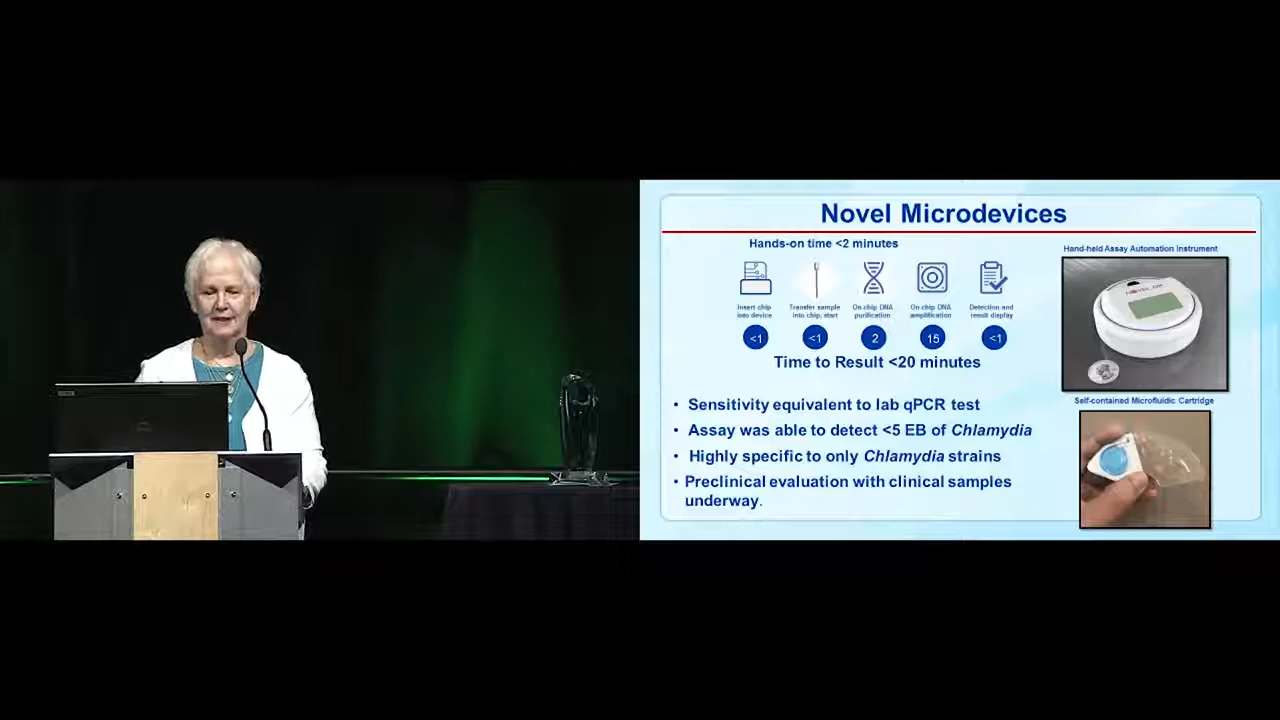 Novel Microdevices
Hands-on time <2 minutes
Hand-held Assay Automation Instrument
Insert chip
into device
Transfer sample
into chip, start
On-chip DNA
purification
On-chip DNA
amplification
Detection and
result display
<1
<1
2
15
<1
Time to Result <20 minutes
Self-contained Microfluidic Cartridge
• Sensitivity equivalent to lab qPCR test
• Assay was able to detect <5 EB of Chlamydia
• Highly specific to only Chlamydia strains
• Preclinical evaluation with clinical samples
underway.